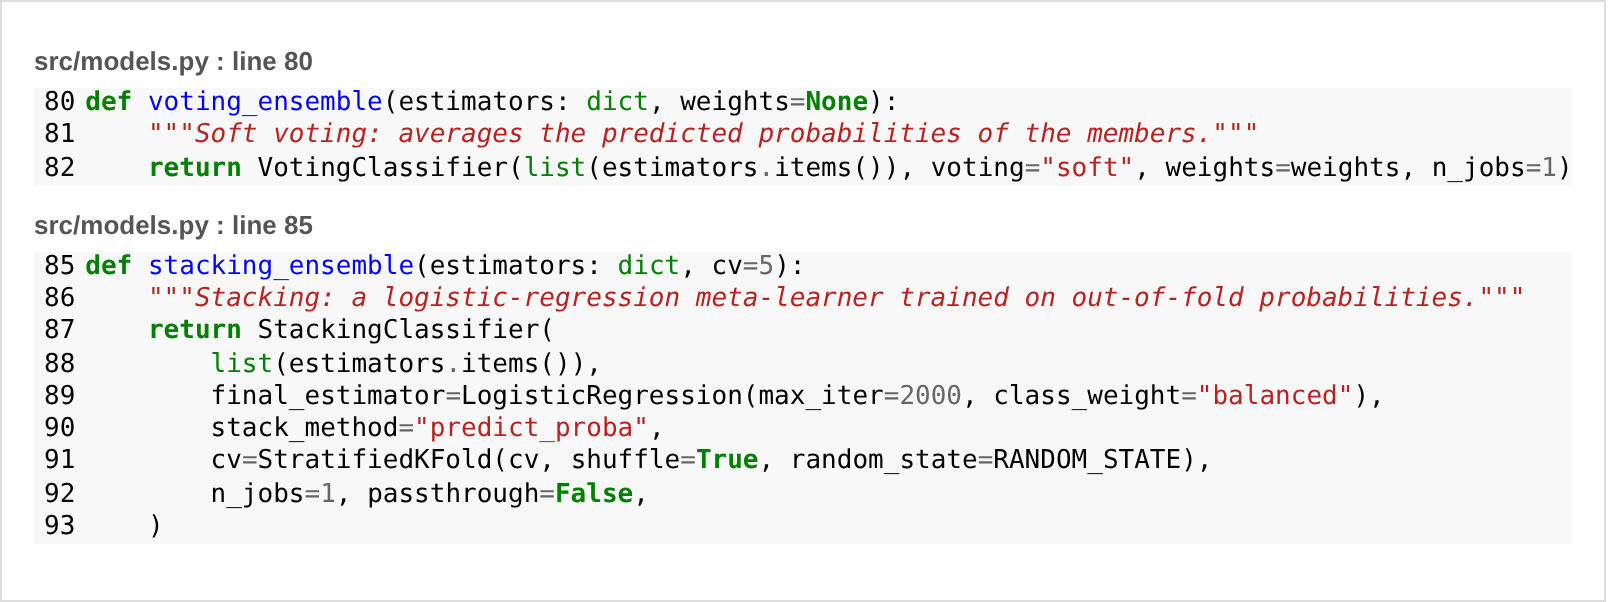 src/models.py : line 80
80 def voting_ensemble(estimators: dict, weights=None):
81     """Soft voting: averages the predicted probabilities of the members."""
82     return VotingClassifier(list(estimators.items()), voting="soft", weights=weights, n_jobs=1)
src/models.py : line 85
85 def stacking_ensemble(estimators: dict, cv=5):
86     """Stacking: a logistic-regression meta-learner trained on out-of-fold probabilities."""
87     return StackingClassifier(
88         list(estimators.items()),
89         final_estimator=LogisticRegression(max_iter=2000, class_weight="balanced"),
90         stack_method="predict_proba",
91         cv=StratifiedKFold(cv, shuffle=True, random_state=RANDOM_STATE),
92         n_jobs=1, passthrough=False,
93     )